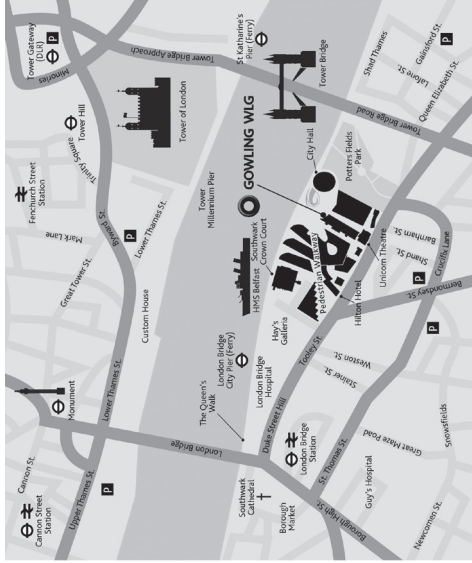 Cannon St.
Cannon Street
Station
Upper Thames St.
P
Monument
Lower Thames St.
Great Tower St.
Mark Lane
Fenchurch Street
Station
Byward St.
P
Lower Thames St.
Custom House
Trinity Square
Tower Hill
Minories
Tower Gateway
(DLR)
P
Tower Bridge Approach
Tower of London
London Bridge
The Queen's
Walk
London Bridge
City Pier (Ferry)
HMS Belfast
Tower
Millennium Pier
GOWLING WLG
St Katharine's
Pier (Ferry)
Tower Bridge
Southwark
Cathedral
Borough
Market
Duke Street Hill
London Bridge
Hospital
Hay's
Galleria
Southwark
Crown Court
Pedestrian Walkway
City Hall
Potters Fields
Park
Tower Bridge Road
Shad Thames
Lafone St.
Gainsford St.
P
Queen Elizabeth St.
London Bridge
Station
Tooley St.
Hilton Hotel
Unicorn Theatre
Shand St.
Barnham St.
Crucifix Lane
P
Bermondsey St.
P
Weston St.
Stainer St.
St. Thomas St.
Borough High St.
Guy's Hospital
Great Maze Road
Snowsfields
Newcomen St.